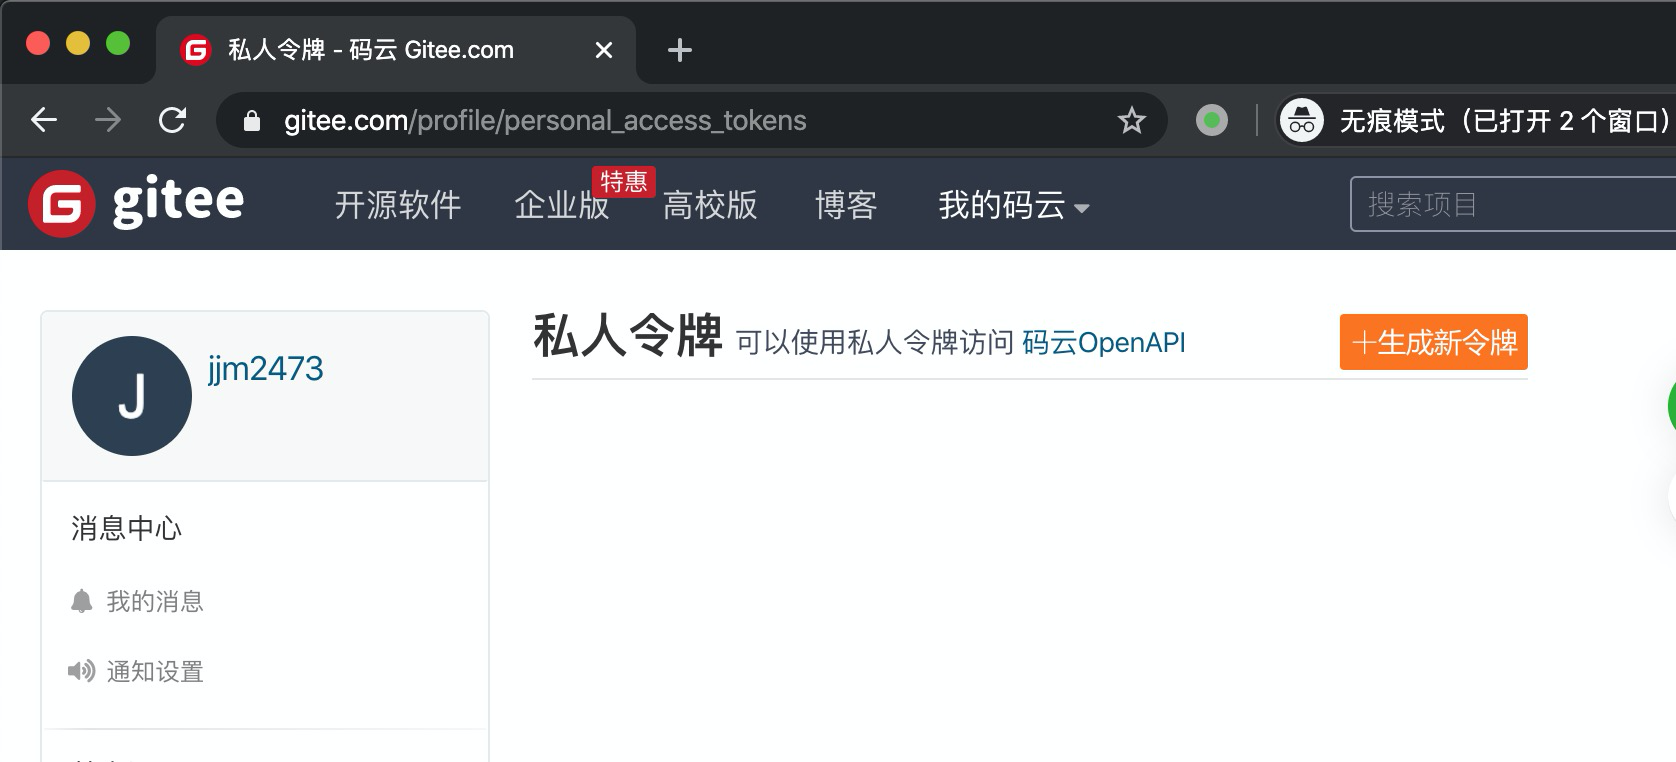 私人令牌 - 码云 Gitee.com
gitee.com/profile/personal_access_tokens
无痕模式（已打开 2 个窗口）
gitee
开源软件
企业版
特惠
高校版
博客
我的码云
搜索项目
J
jjm2473
消息中心
我的消息
通知设置
私人令牌 可以使用私人令牌访问 码云OpenAPI
+生成新令牌